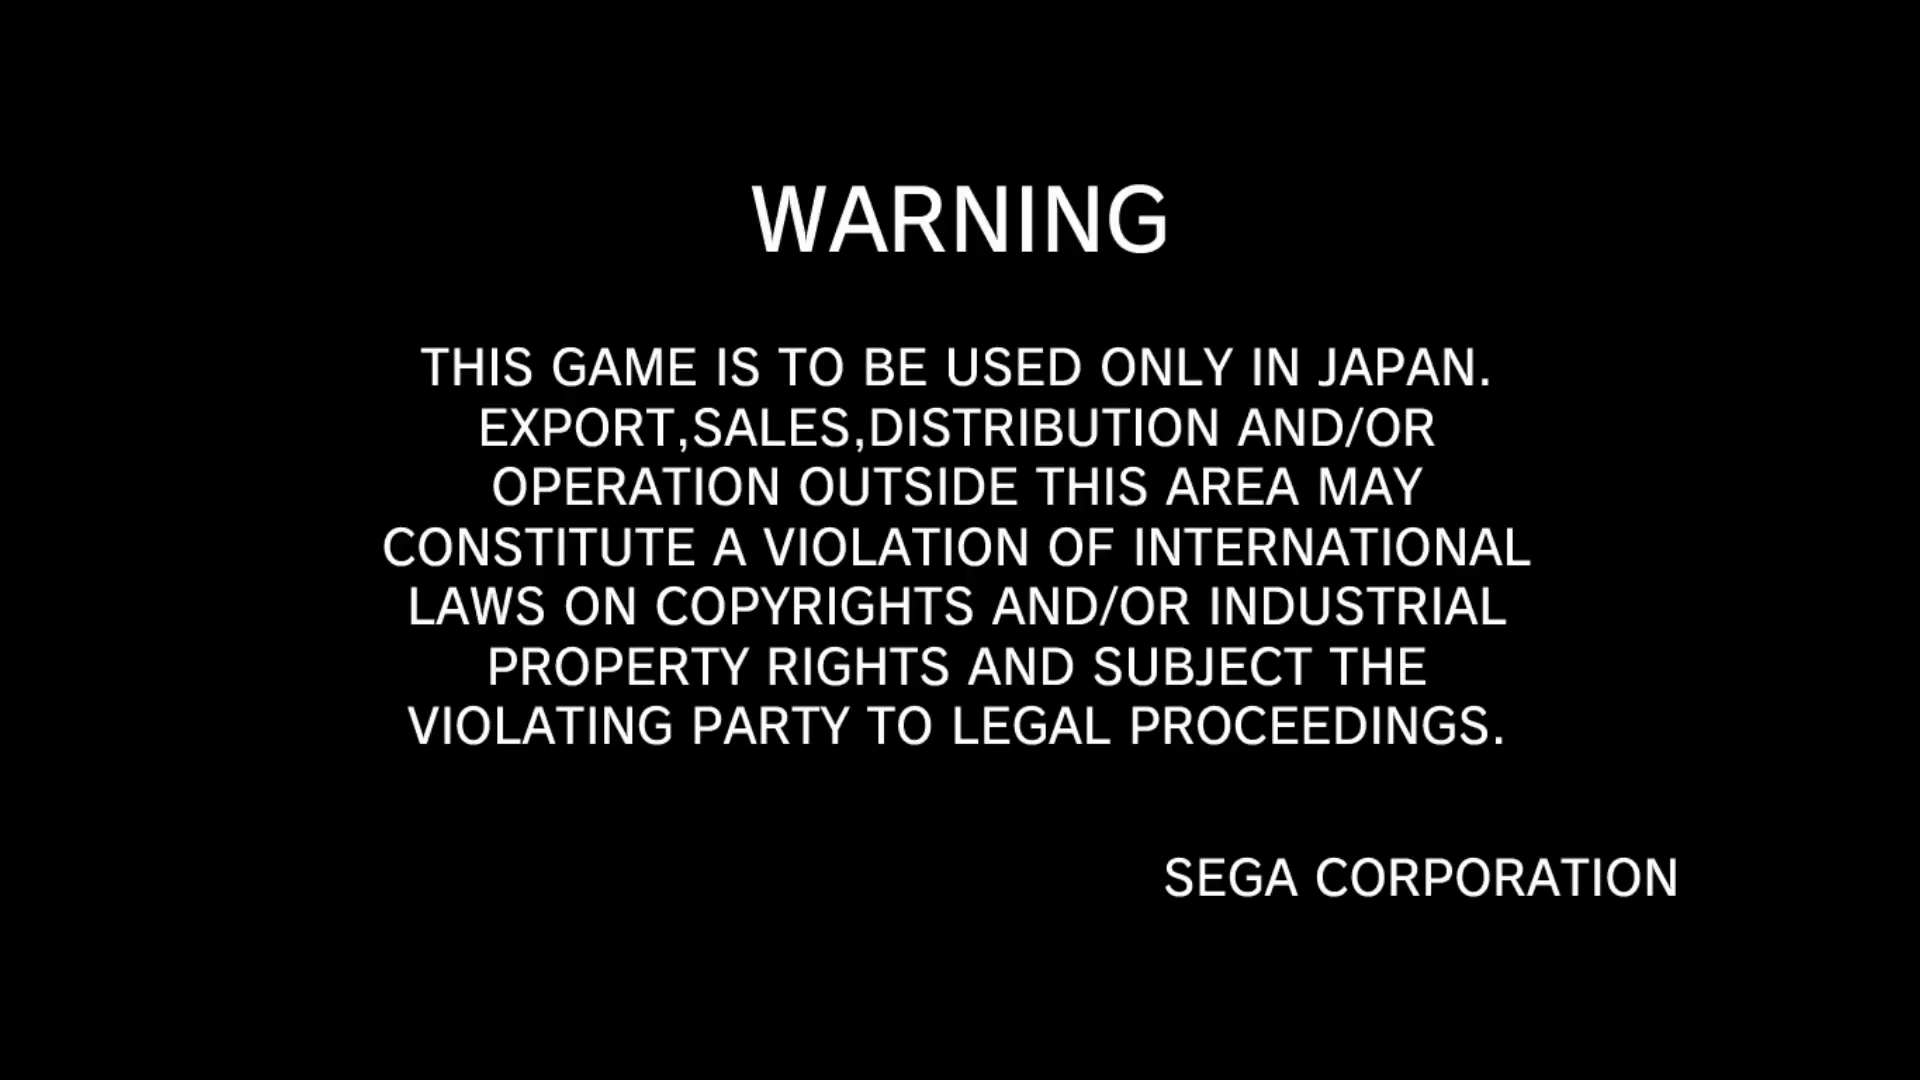 WARNING
THIS GAME IS TO BE USED ONLY IN JAPAN.
EXPORT,SALES,DISTRIBUTION AND/OR
OPERATION OUTSIDE THIS AREA MAY
CONSTITUTE A VIOLATION OF INTERNATIONAL
LAWS ON COPYRIGHTS AND/OR INDUSTRIAL
PROPERTY RIGHTS AND SUBJECT THE
VIOLATING PARTY TO LEGAL PROCEEDINGS.
SEGA CORPORATION